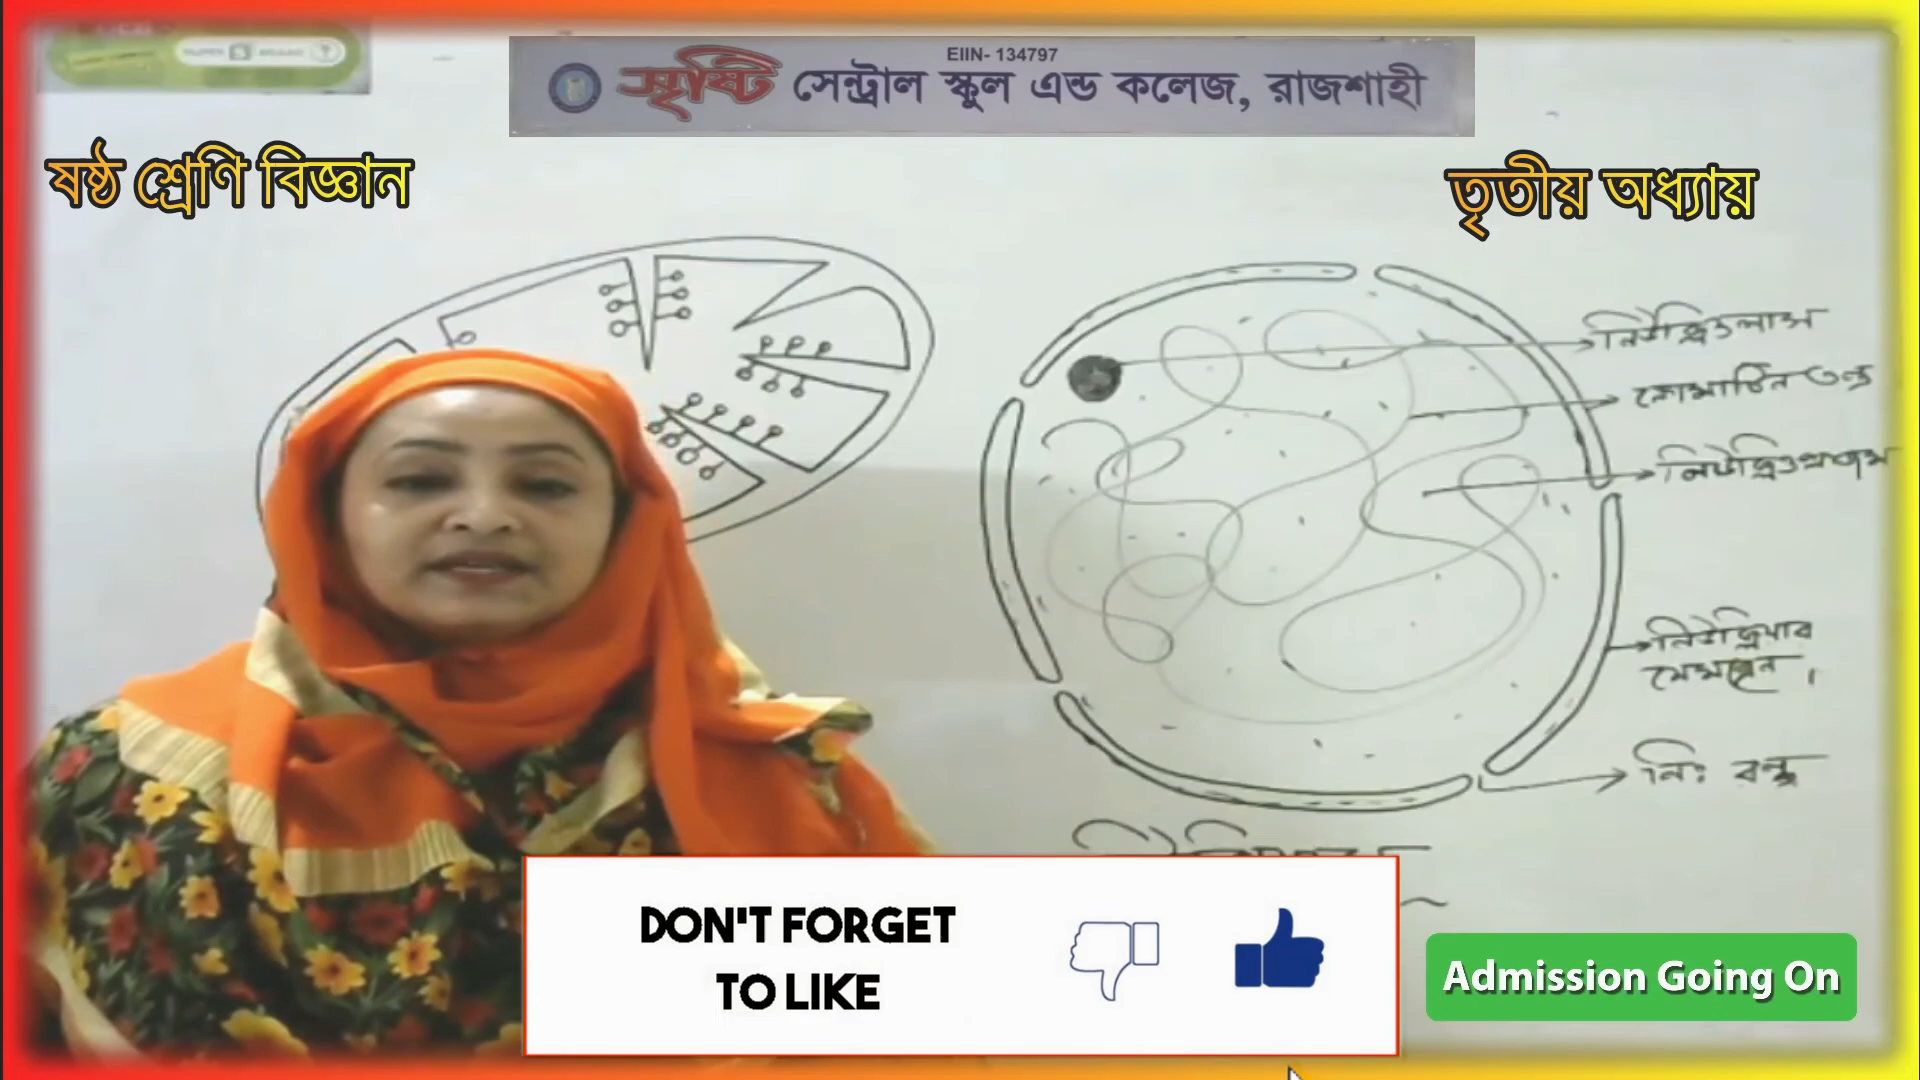 EIIN- 134797
সৃষ্টি সেন্ট্রাল স্কুল এন্ড কলেজ, রাজশাহী
ষষ্ঠ শ্রেণি বিজ্ঞান
তৃতীয় অধ্যায়
নিউক্লিওলাস
ক্রোমাটিন তন্তু
নিউক্লিওপ্লাজম
নিউক্লিয়ার
মেমব্রেন ।
নিঃ রন্ধ্র
DON'T FORGET
TO LIKE
Admission Going On